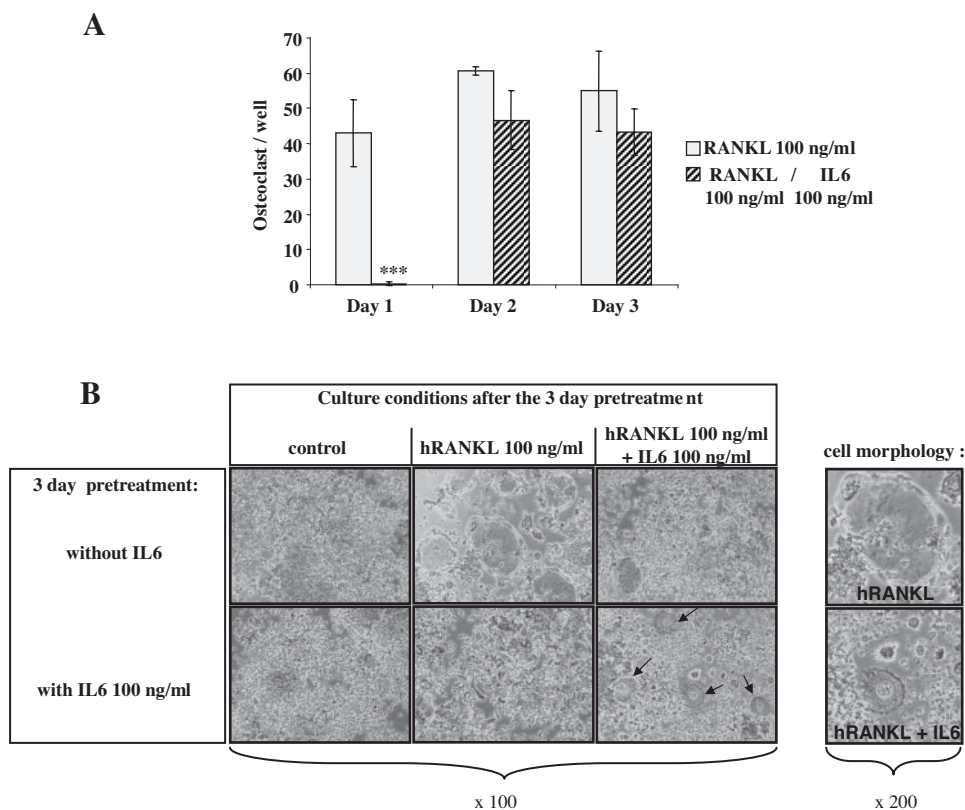 A
70
60
50
40
30
20
10
0
Osteoclast / well
***
Day 1 Day 2 Day 3
RANKL 100 ng/ml
RANKL / IL6
100 ng/ml 100 ng/ml
B
Culture conditions after the 3 day pretreatment
control
hRANKL 100 ng/ml
hRANKL 100 ng/ml
+ IL6 100 ng/ml
cell morphology :
3 day pretreatment:
without IL6
hRANKL
with IL6 100 ng/ml
hRANKL + IL6
x 100
x 200